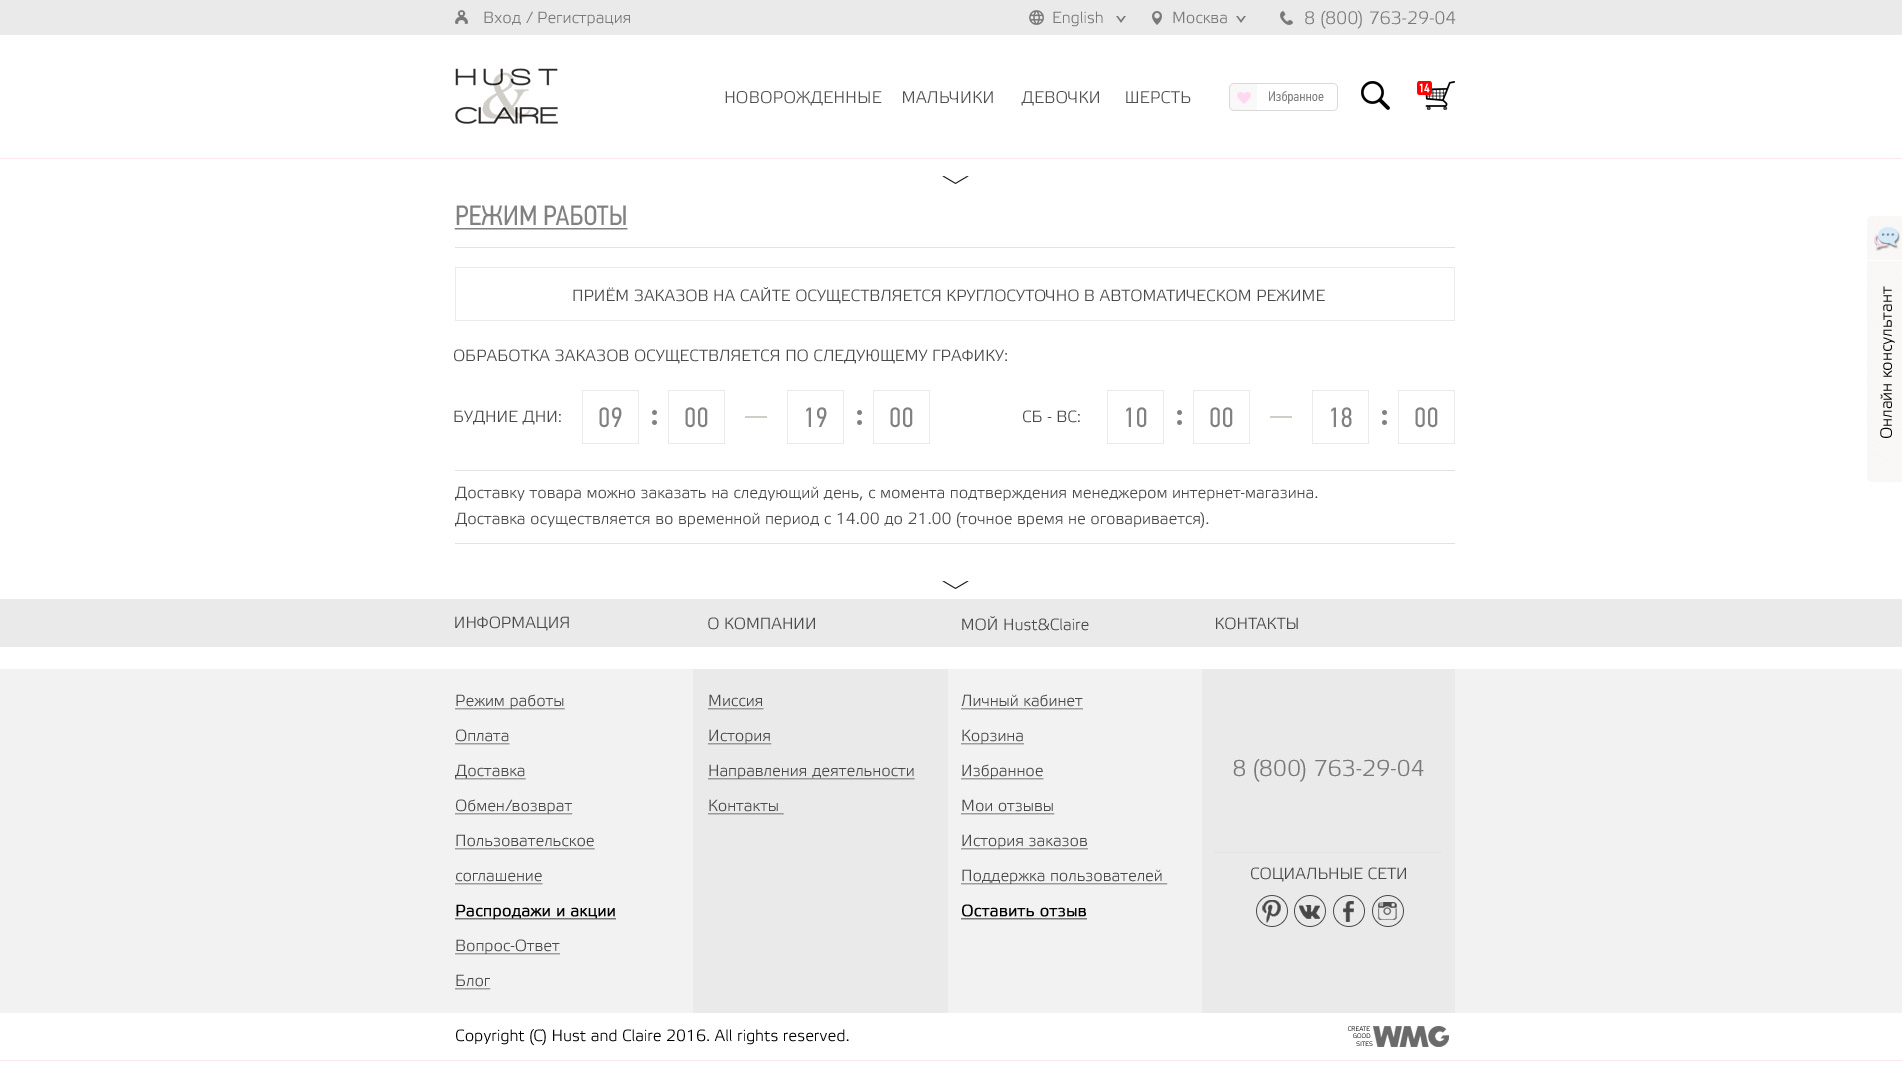 Вход / Регистрация
English
Москва
8 (800) 763-29-04
HUST
&
CLAIRE
НОВОРОЖДЕННЫЕ
МАЛЬЧИКИ
ДЕВОЧКИ
ШЕРСТЬ
Избранное
14
РЕЖИМ РАБОТЫ
ПРИЁМ ЗАКАЗОВ НА САЙТЕ ОСУЩЕСТВЛЯЕТСЯ КРУГЛОСУТОЧНО В АВТОМАТИЧЕСКОМ РЕЖИМЕ
ОБРАБОТКА ЗАКАЗОВ ОСУЩЕСТВЛЯЕТСЯ ПО СЛЕДУЮЩЕМУ ГРАФИКУ:
БУДНИЕ ДНИ: 09 : 00 — 19 : 00
СБ - ВС: 10 : 00 — 18 : 00
Доставку товара можно заказать на следующий день, с момента подтверждения менеджером интернет-магазина.
Доставка осуществляется во временной период с 14.00 до 21.00 (точное время не оговаривается).
Онлайн консультант
ИНФОРМАЦИЯ
Режим работы
Оплата
Доставка
Обмен/возврат
Пользовательское
соглашение
Распродажи и акции
Вопрос-Ответ
Блог
О КОМПАНИИ
Миссия
История
Направления деятельности
Контакты
МОЙ Hust&Claire
Личный кабинет
Корзина
Избранное
Мои отзывы
История заказов
Поддержка пользователей
Оставить отзыв
КОНТАКТЫ
8 (800) 763-29-04
СОЦИАЛЬНЫЕ СЕТИ
Copyright (C) Hust and Claire 2016. All rights reserved.
CREATE
GOOD
SITES
WMG